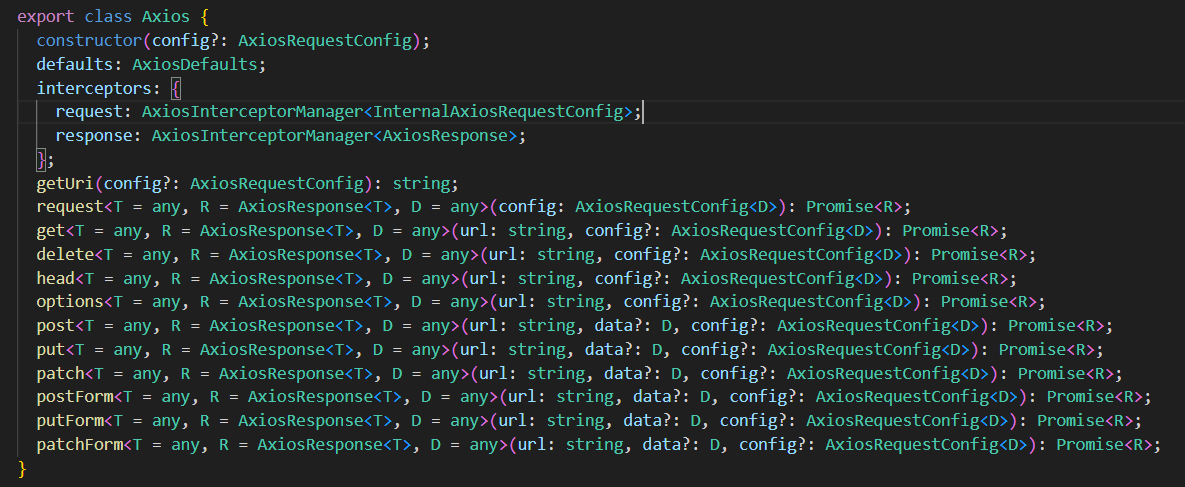 export class Axios {
  constructor(config?: AxiosRequestConfig);
  defaults: AxiosDefaults;
  interceptors: {
    request: AxiosInterceptorManager<InternalAxiosRequestConfig>;
    response: AxiosInterceptorManager<AxiosResponse>;
  };
  getUri(config?: AxiosRequestConfig): string;
  request<T = any, R = AxiosResponse<T>, D = any>(config: AxiosRequestConfig<D>): Promise<R>;
  get<T = any, R = AxiosResponse<T>, D = any>(url: string, config?: AxiosRequestConfig<D>): Promise<R>;
  delete<T = any, R = AxiosResponse<T>, D = any>(url: string, config?: AxiosRequestConfig<D>): Promise<R>;
  head<T = any, R = AxiosResponse<T>, D = any>(url: string, config?: AxiosRequestConfig<D>): Promise<R>;
  options<T = any, R = AxiosResponse<T>, D = any>(url: string, config?: AxiosRequestConfig<D>): Promise<R>;
  post<T = any, R = AxiosResponse<T>, D = any>(url: string, data?: D, config?: AxiosRequestConfig<D>): Promise<R>;
  put<T = any, R = AxiosResponse<T>, D = any>(url: string, data?: D, config?: AxiosRequestConfig<D>): Promise<R>;
  patch<T = any, R = AxiosResponse<T>, D = any>(url: string, data?: D, config?: AxiosRequestConfig<D>): Promise<R>;
  postForm<T = any, R = AxiosResponse<T>, D = any>(url: string, data?: D, config?: AxiosRequestConfig<D>): Promise<R>;
  putForm<T = any, R = AxiosResponse<T>, D = any>(url: string, data?: D, config?: AxiosRequestConfig<D>): Promise<R>;
  patchForm<T = any, R = AxiosResponse<T>, D = any>(url: string, data?: D, config?: AxiosRequestConfig<D>): Promise<R>;
}